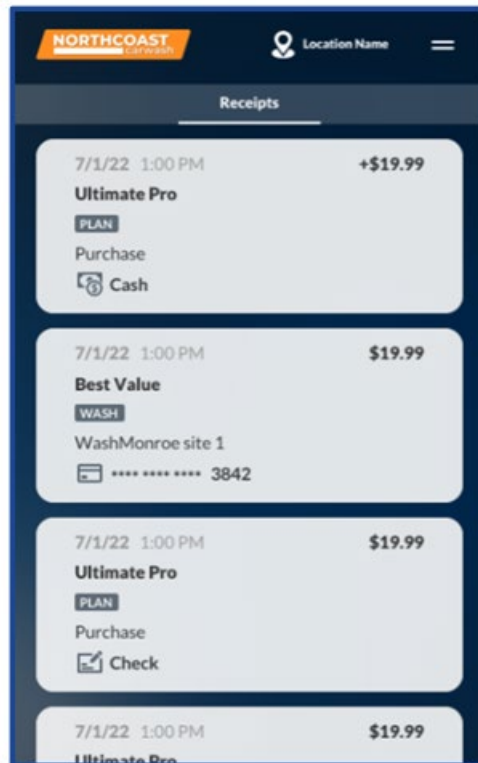 NORTHCOAST
carwash
Location Name
Receipts
7/1/22 1:00 PM +$19.99
Ultimate Pro
PLAN
Purchase
Cash
7/1/22 1:00 PM $19.99
Best Value
WASH
WashMonroe site 1
•••• •••• •••• 3842
7/1/22 1:00 PM $19.99
Ultimate Pro
PLAN
Purchase
Check
7/1/22 1:00 PM $19.99
Ultimate Pro